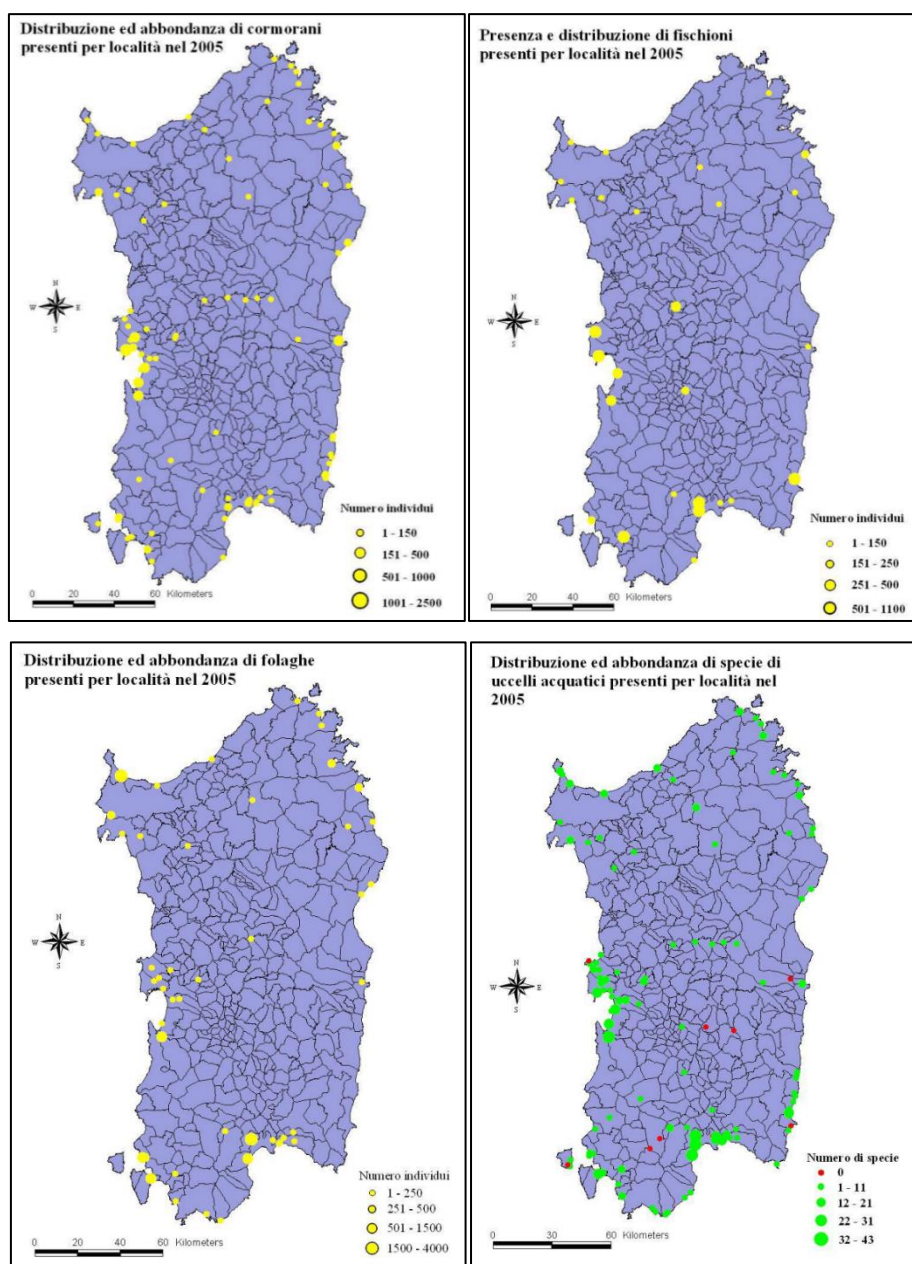 Distribuzione ed abbondanza di cormorani
presenti per località nel 2005
N
W E
S
Numero individui
1 - 150
151 - 500
501 - 1000
1001 - 2500
0 20 40 60 Kilometers
Presenza e distribuzione di fischioni
presenti per località nel 2005
N
W E
S
Numero individui
1 - 150
151 - 250
251 - 500
501 - 1100
0 20 40 60 Kilometers
Distribuzione ed abbondanza di folaghe
presenti per località nel 2005
N
W E
S
Numero individui
1 - 250
251 - 500
501 - 1500
1500 - 4000
0 20 40 60 Kilometers
Distribuzione ed abbondanza di specie di
uccelli acquatici presenti per località nel
2005
N
W E
S
Numero di specie
0
1 - 11
12 - 21
22 - 31
32 - 43
0 30 60 Kilometers